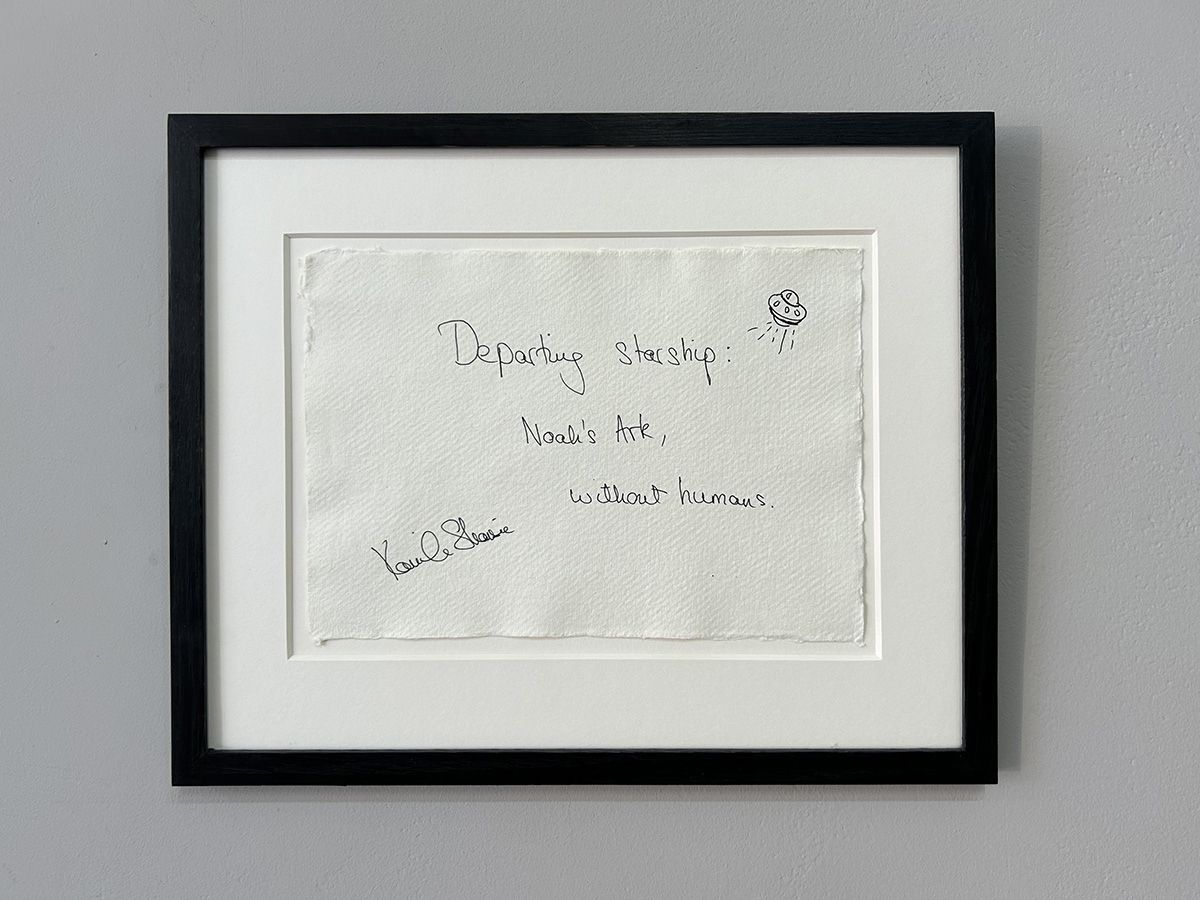 Departing starship:
Noah's Ark,
without humans.